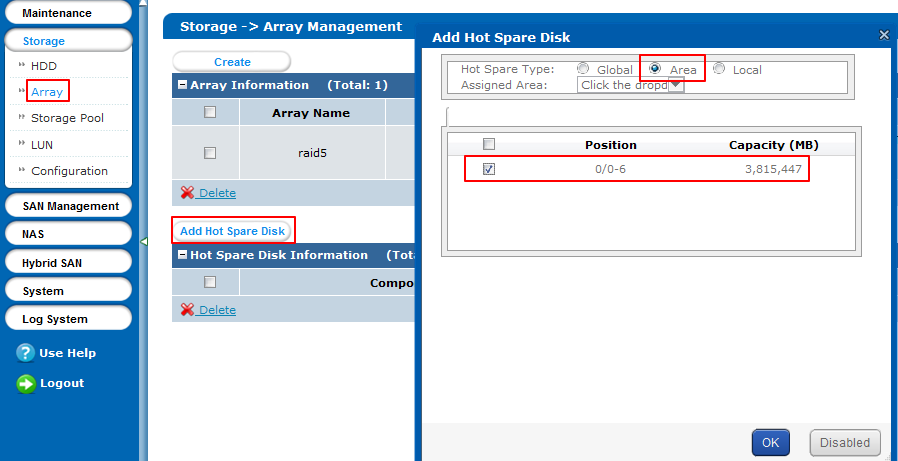 Maintenance
Storage
HDD
Array
Storage Pool
LUN
Configuration
SAN Management
NAS
Hybrid SAN
System
Log System
Use Help
Logout
Storage -> Array Management
Create
Array Information (Total: 1)
Array Name
raid5
Delete
Add Hot Spare Disk
Hot Spare Disk Information (Tota
Compo
Delete
Add Hot Spare Disk
Hot Spare Type: Global Area Local
Assigned Area: Click the dropd
Position Capacity (MB)
0/0-6 3,815,447
OK Disabled